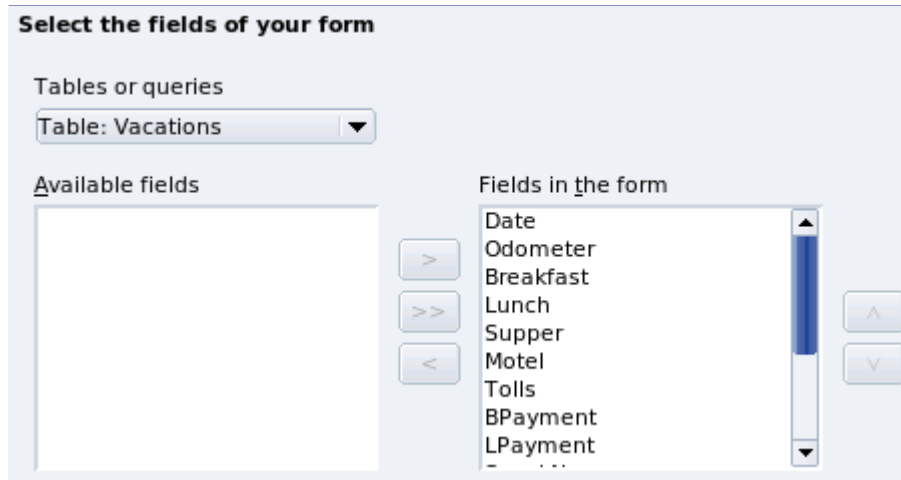 Select the fields of your form
Tables or queries
Table: Vacations
Available fields
Fields in the form
Date
Odometer
Breakfast
Lunch
Supper
Motel
Tolls
BPayment
LPayment
>
>>
<